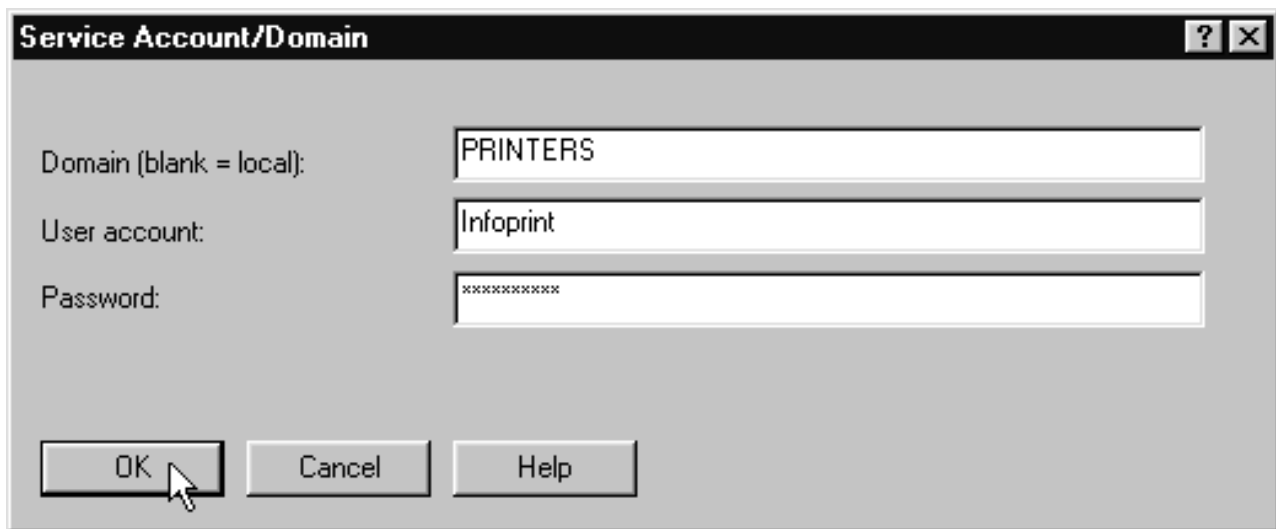 Service Account/Domain ? X
Domain (blank = local): PRINTERS
User account: Infoprint
Password: **********
OK Cancel Help